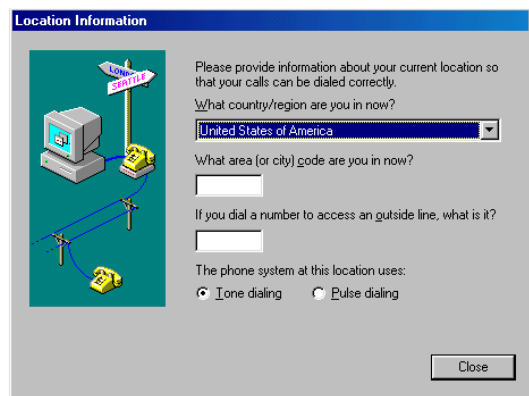 Location Information
LOND
SEATTLE
Please provide information about your current location so
that your calls can be dialed correctly.
What country/region are you in now?
United States of America
What area (or city) code are you in now?
If you dial a number to access an outside line, what is it?
The phone system at this location uses:
Tone dialing Pulse dialing
Close